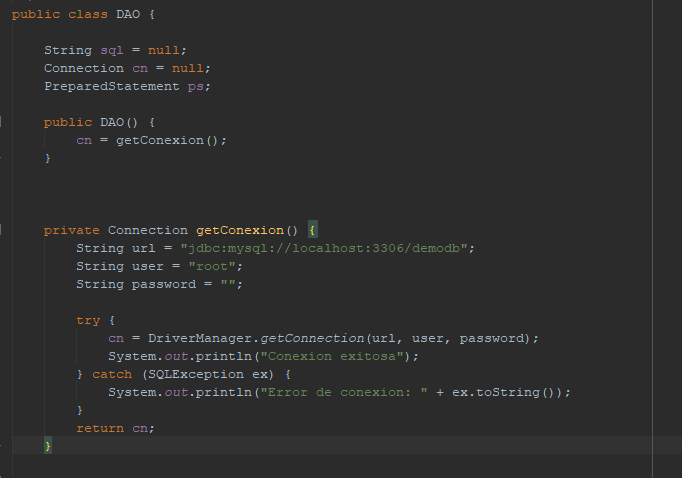 public class DAO {
String sql = null;
Connection cn = null;
PreparedStatement ps;
public DAO() {
cn = getConexion();
}
private Connection getConexion() {
String url = "jdbc:mysql://localhost:3306/demodb";
String user = "root";
String password = "";
try {
cn = DriverManager.getConnection(url, user, password);
System.out.println("Conexion exitosa");
} catch (SQLException ex) {
System.out.println("Error de conexion: " + ex.toString());
}
return cn;
}